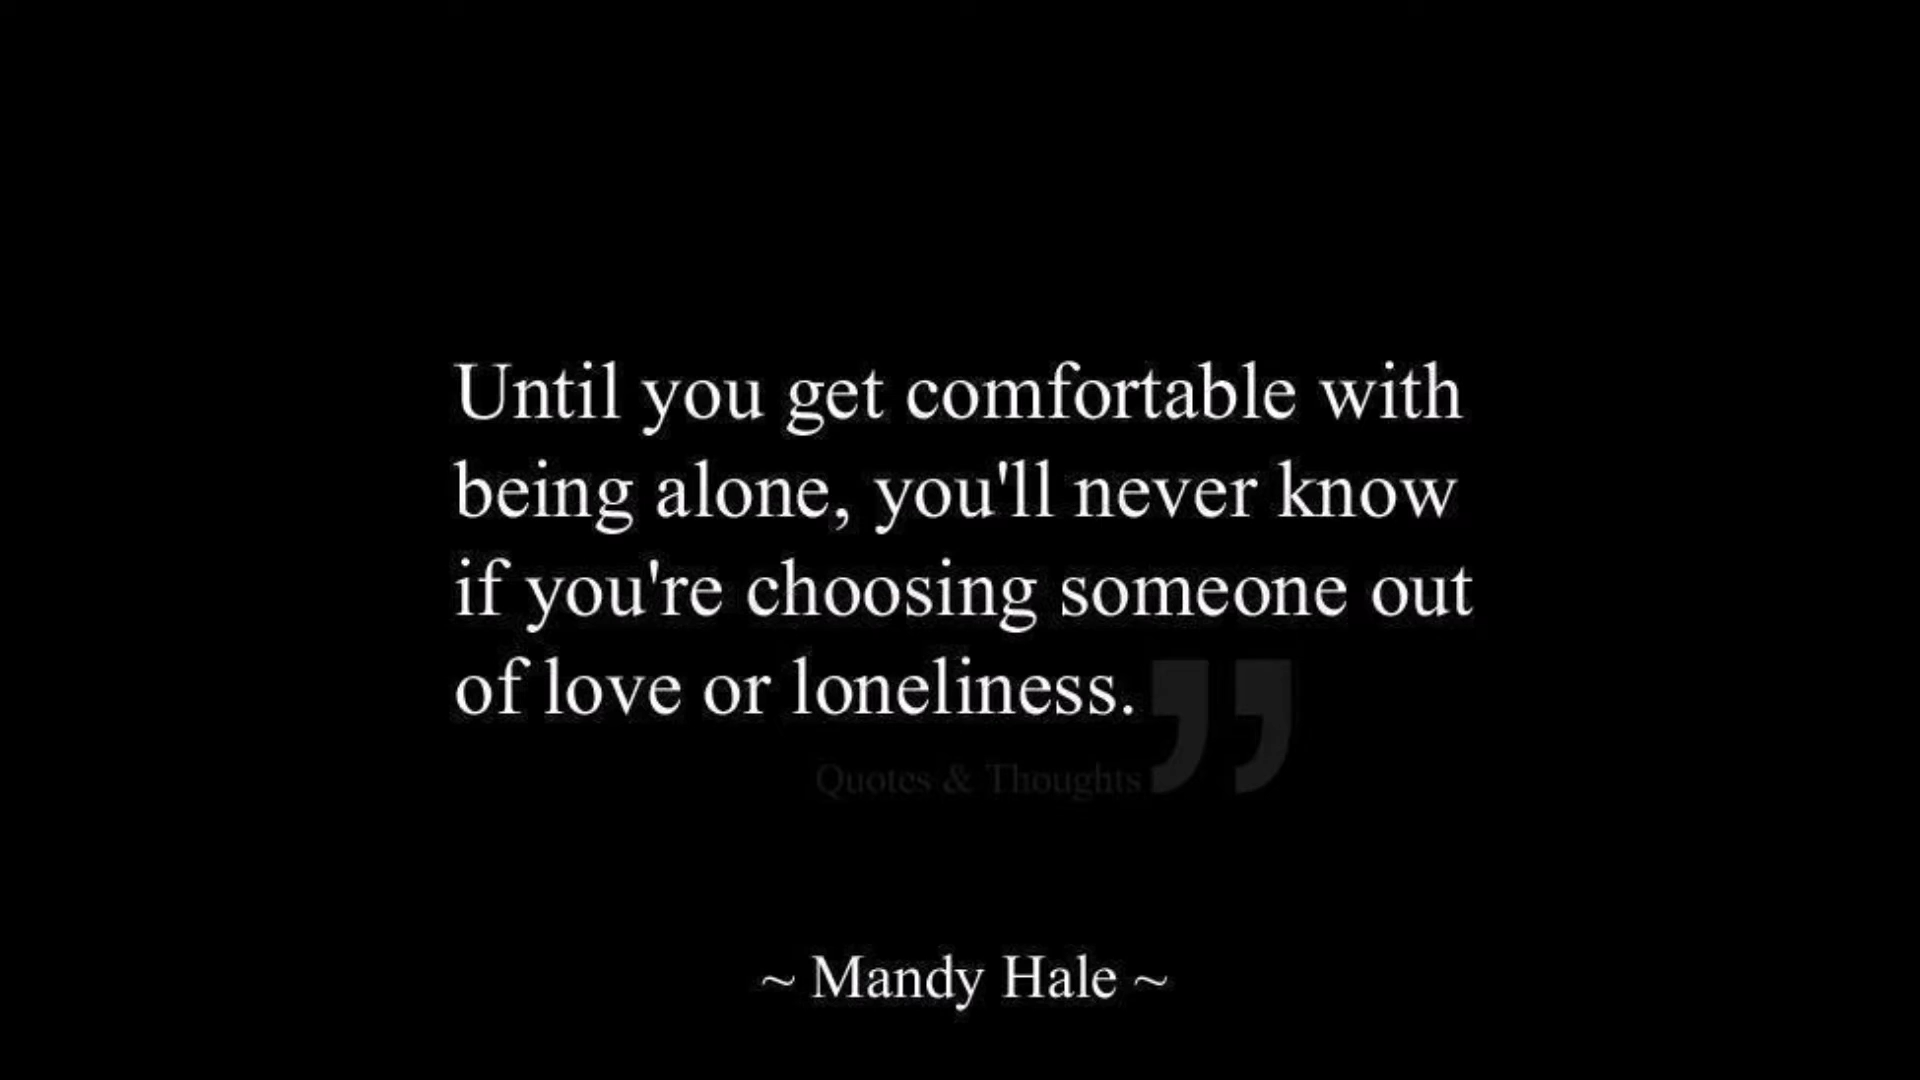 Until you get comfortable with
being alone, you'll never know
if you're choosing someone out
of love or loneliness.”
Quotes & Thoughts
~ Mandy Hale ~